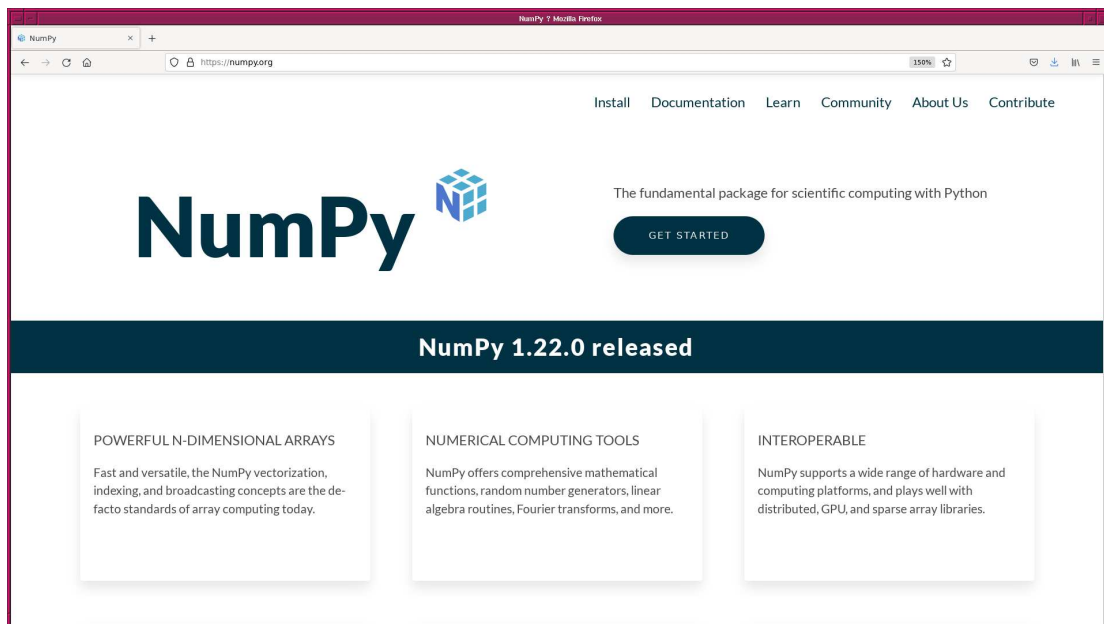 NumPy ? Mozilla Firefox
NumPy × +
https://numpy.org 150%
Install Documentation Learn Community About Us Contribute
NumPy
The fundamental package for scientific computing with Python
GET STARTED
NumPy 1.22.0 released
POWERFUL N-DIMENSIONAL ARRAYS
Fast and versatile, the NumPy vectorization,
indexing, and broadcasting concepts are the de-
facto standards of array computing today.
NUMERICAL COMPUTING TOOLS
NumPy offers comprehensive mathematical
functions, random number generators, linear
algebra routines, Fourier transforms, and more.
INTEROPERABLE
NumPy supports a wide range of hardware and
computing platforms, and plays well with
distributed, GPU, and sparse array libraries.